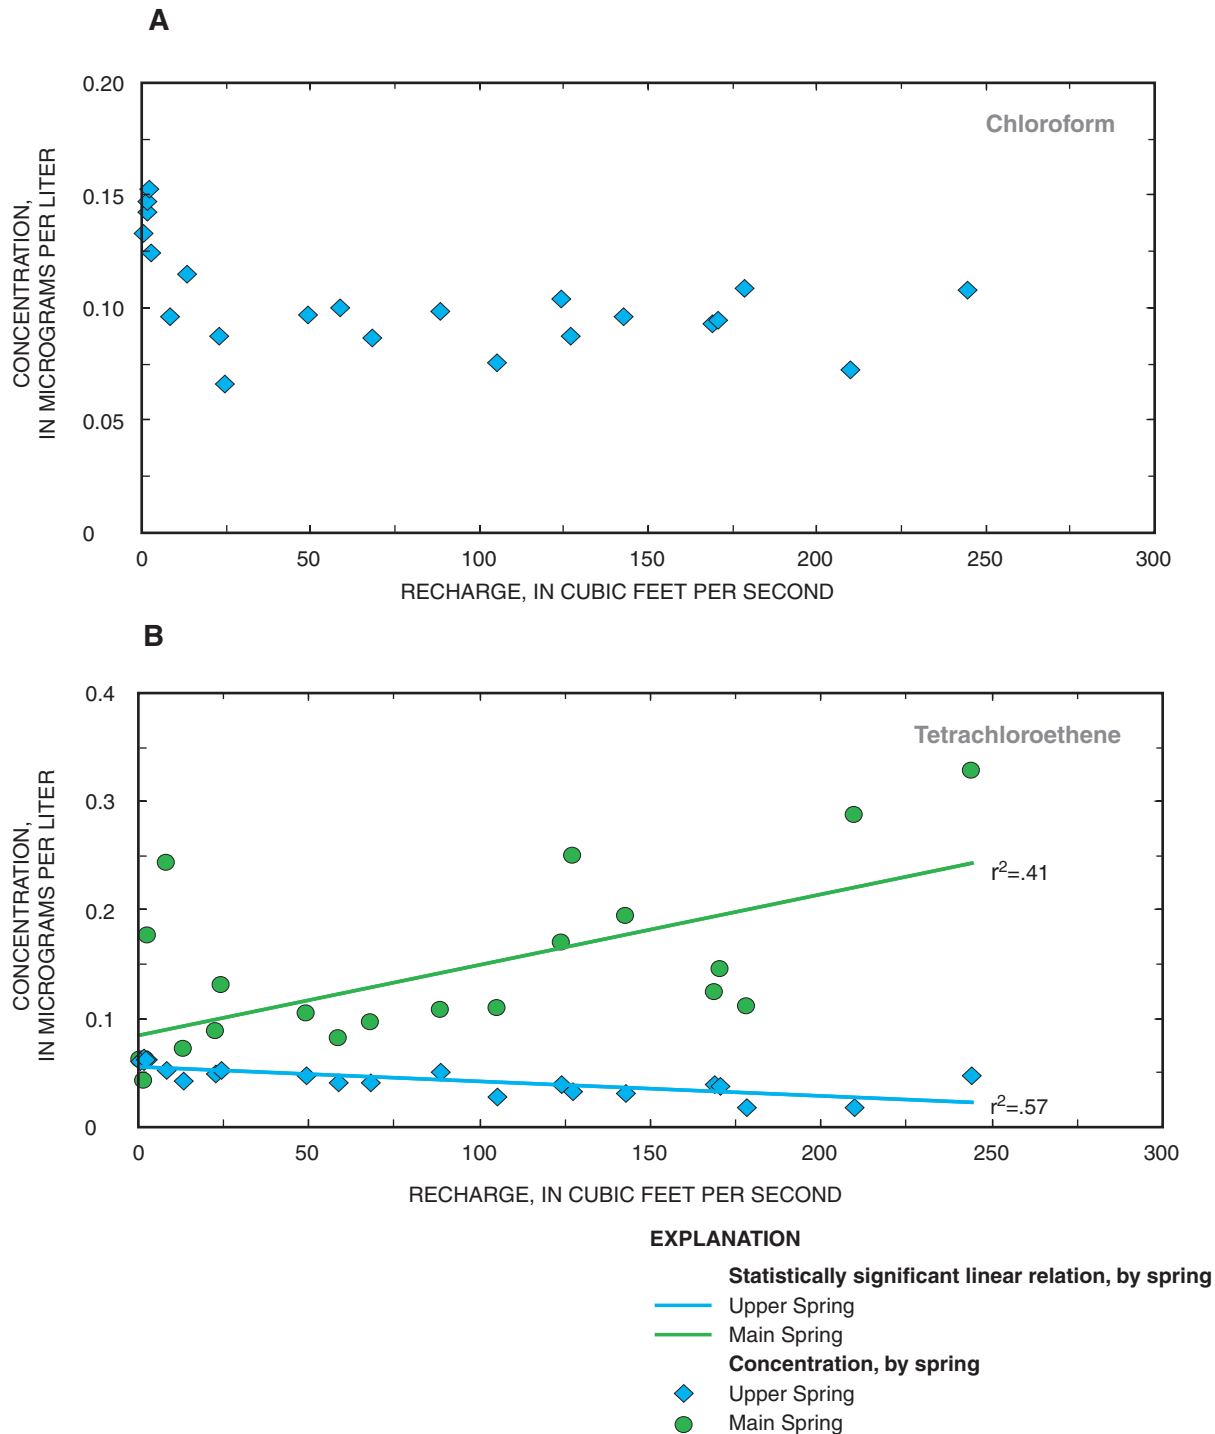 A
0.20
Chloroform
0.15
0.10
0.05
0
CONCENTRATION,
IN MICROGRAMS PER LITER
0 50 100 150 200 250 300
RECHARGE, IN CUBIC FEET PER SECOND
B
0.4
Tetrachloroethene
0.3
r²=.41
0.2
0.1
r²=.57
0
CONCENTRATION,
IN MICROGRAMS PER LITER
0 50 100 150 200 250 300
RECHARGE, IN CUBIC FEET PER SECOND
EXPLANATION
Statistically significant linear relation, by spring
Upper Spring
Main Spring
Concentration, by spring
Upper Spring
Main Spring